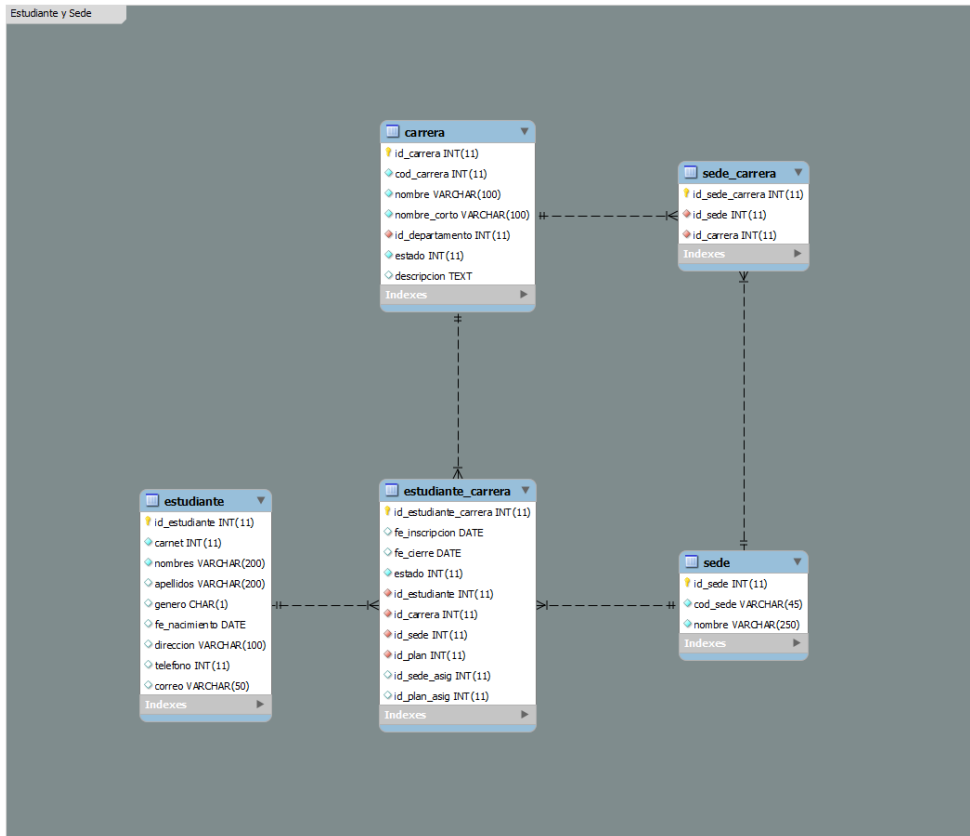 Estudiante y Sede
carrera
id_carrera INT(11)
cod_carrera INT(11)
nombre VARCHAR(100)
nombre_corto VARCHAR(100)
id_departamento INT(11)
estado INT(11)
descripcion TEXT
Indexes
sede_carrera
id_sede_carrera INT(11)
id_sede INT(11)
id_carrera INT(11)
Indexes
estudiante
id_estudiante INT(11)
carnet INT(11)
nombres VARCHAR(200)
apellidos VARCHAR(200)
genero CHAR(1)
fe_nacimiento DATE
direccion VARCHAR(100)
telefono INT(11)
correo VARCHAR(50)
Indexes
estudiante_carrera
id_estudiante_carrera INT(11)
fe_inscripcion DATE
fe_cierre DATE
estado INT(11)
id_estudiante INT(11)
id_carrera INT(11)
id_sede INT(11)
id_plan INT(11)
id_sede_asig INT(11)
id_plan_asig INT(11)
Indexes
sede
id_sede INT(11)
cod_sede VARCHAR(45)
nombre VARCHAR(250)
Indexes